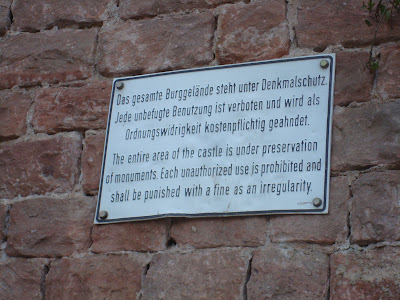 Das gesamte Burggelände steht unter Denkmalschutz.
Jede unbefugte Benutzung ist verboten und wird als
Ordnungswidrigkeit kostenpflichtig geahndet.
The entire area of the castle is under preservation
of monuments. Each unauthorized use is prohibited and
shall be punished with a fine as an irregularity.